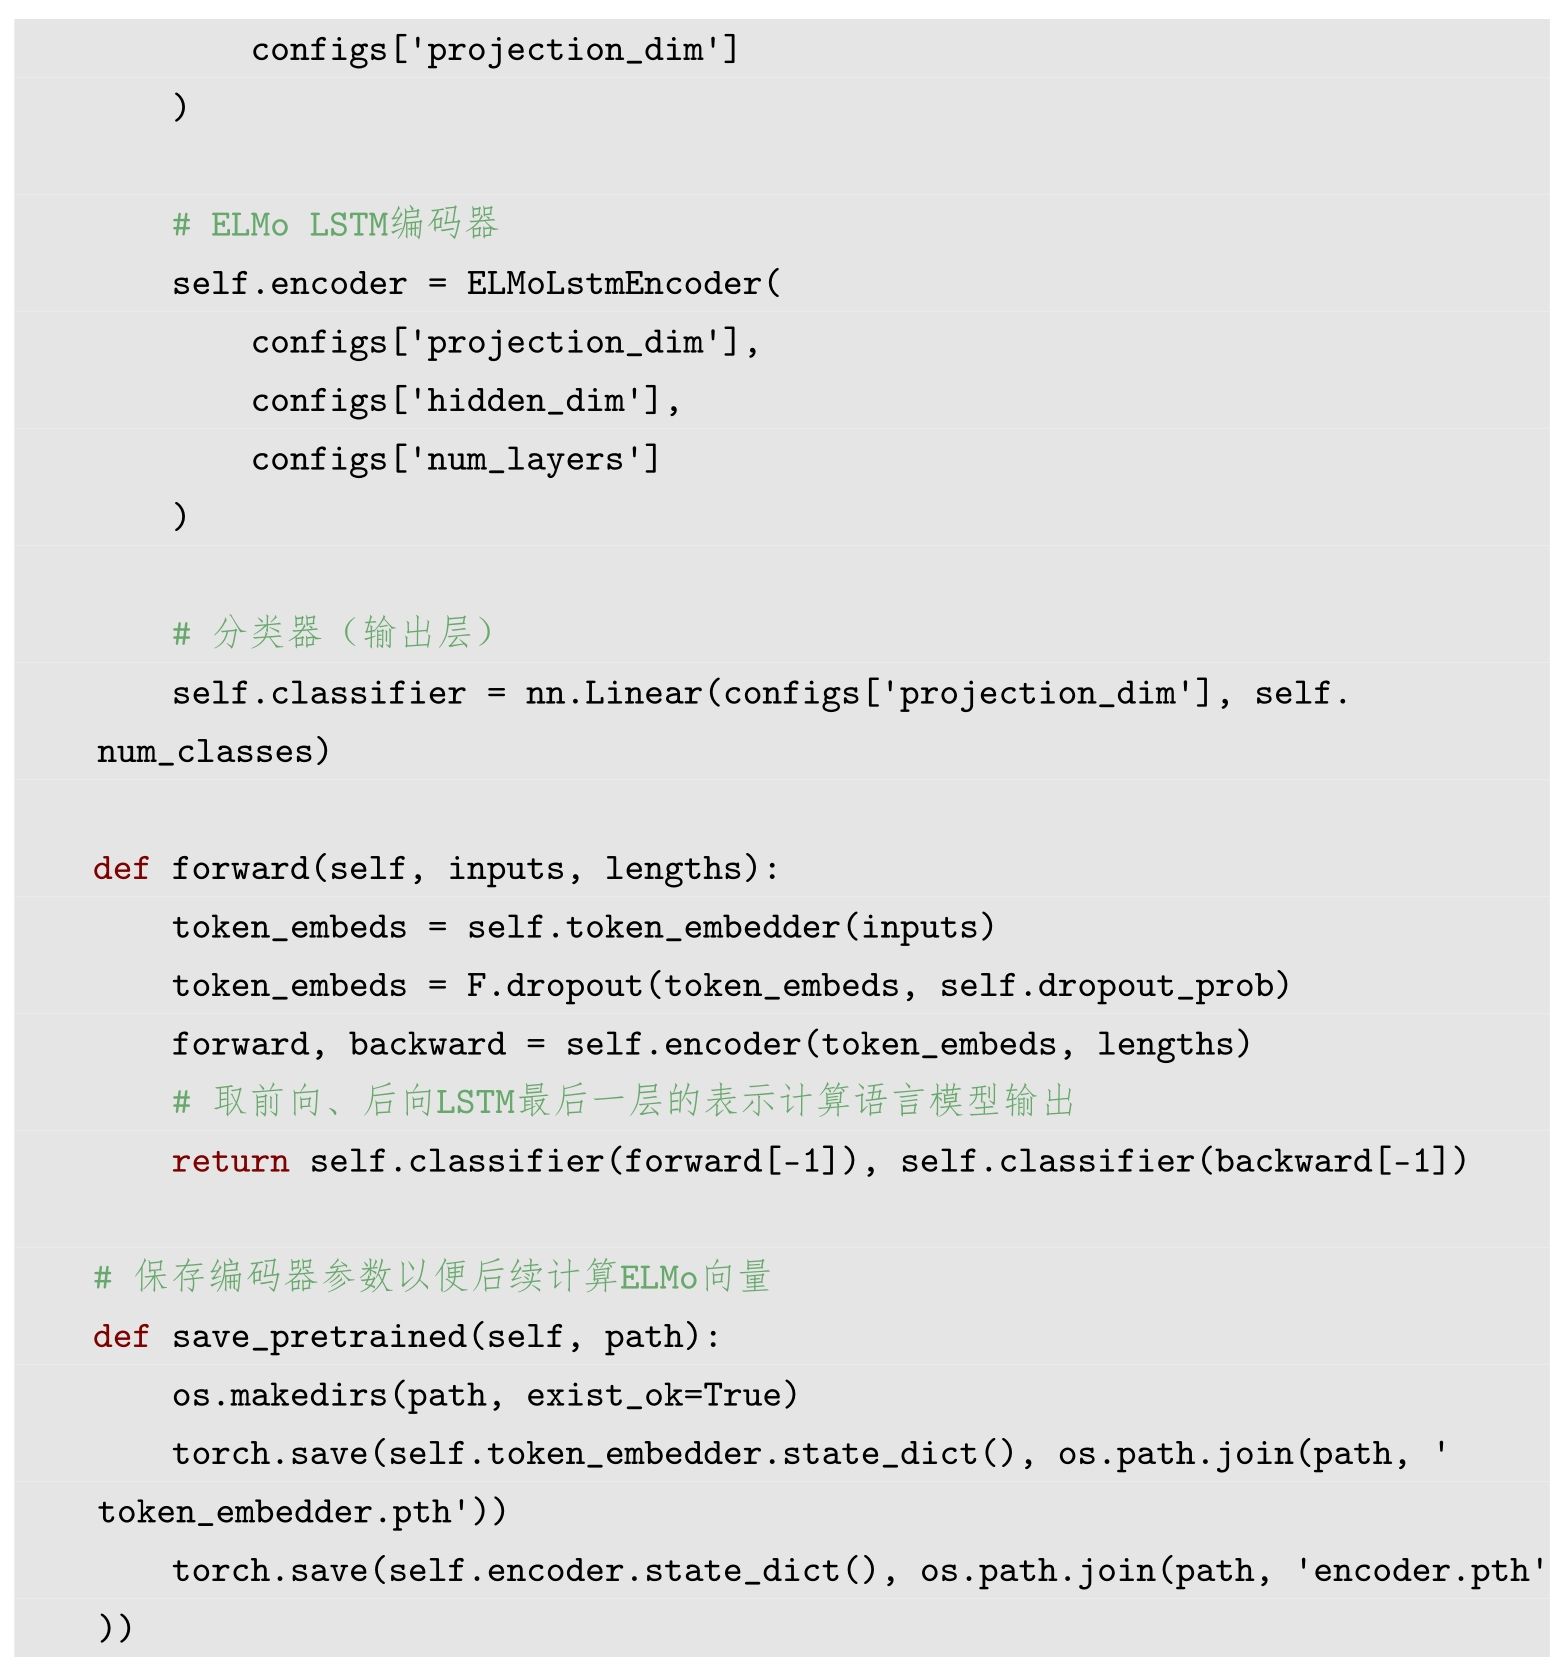 configs['projection_dim']
        )

        # ELMo LSTM编码器
        self.encoder = ELMoLstmEncoder(
            configs['projection_dim'],
            configs['hidden_dim'],
            configs['num_layers']
        )

        # 分类器（输出层）
        self.classifier = nn.Linear(configs['projection_dim'], self.
    num_classes)

    def forward(self, inputs, lengths):
        token_embeds = self.token_embedder(inputs)
        token_embeds = F.dropout(token_embeds, self.dropout_prob)
        forward, backward = self.encoder(token_embeds, lengths)
        # 取前向、后向LSTM最后一层的表示计算语言模型输出
        return self.classifier(forward[-1]), self.classifier(backward[-1])

    # 保存编码器参数以便后续计算ELMo向量
    def save_pretrained(self, path):
        os.makedirs(path, exist_ok=True)
        torch.save(self.token_embedder.state_dict(), os.path.join(path, '
    token_embedder.pth'))
        torch.save(self.encoder.state_dict(), os.path.join(path, 'encoder.pth'
    ))